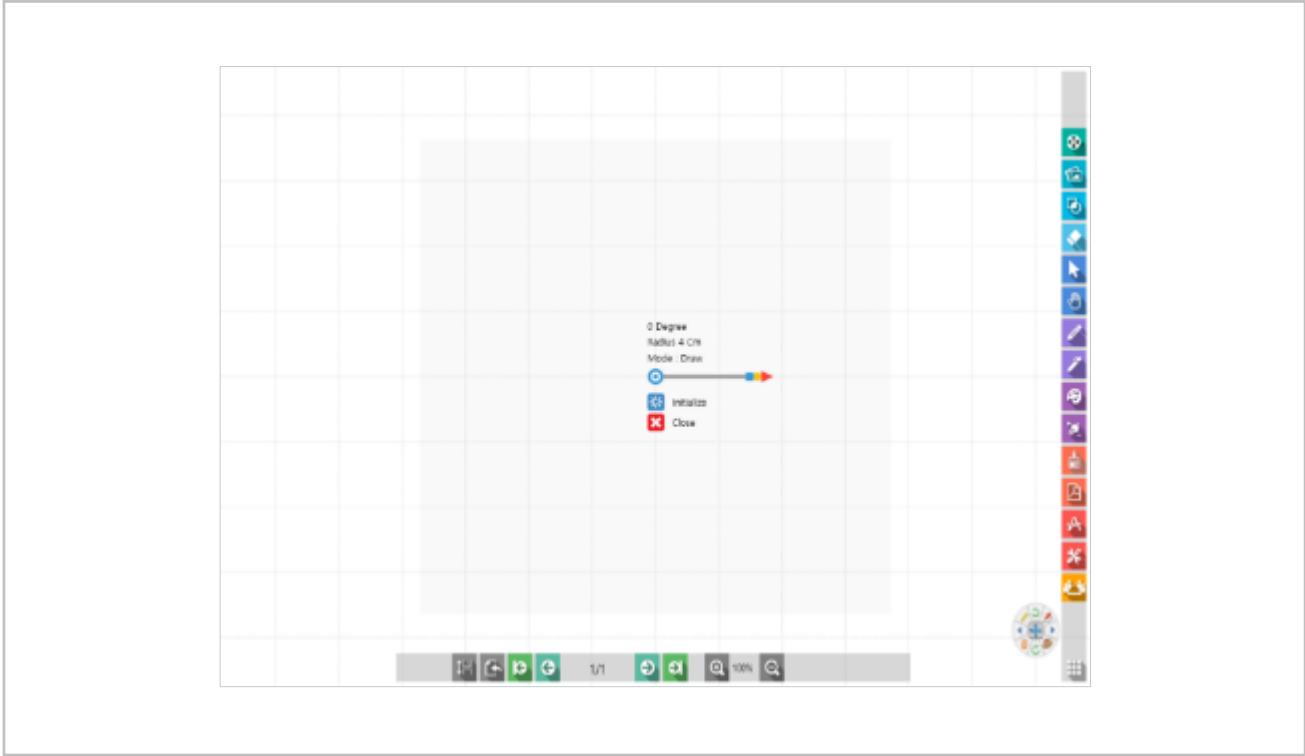 0 Degree
Radius 4 Cm
Mode : Draw
Initialize
Close
1/1
100%